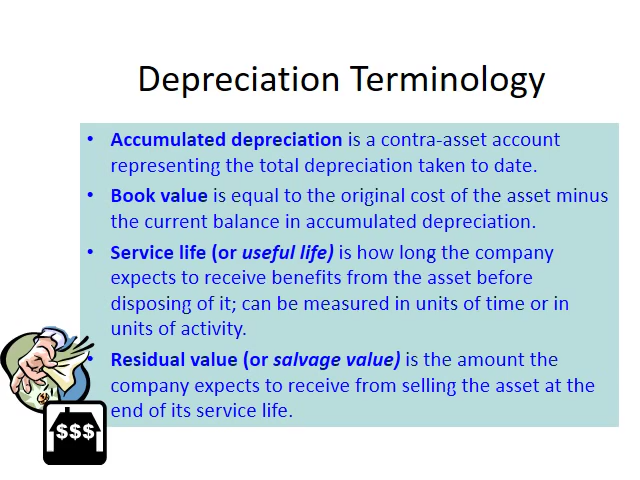 Depreciation Terminology
• Accumulated depreciation is a contra-asset account
representing the total depreciation taken to date.
• Book value is equal to the original cost of the asset minus
the current balance in accumulated depreciation.
• Service life (or useful life) is how long the company
expects to receive benefits from the asset before
disposing of it; can be measured in units of time or in
units of activity.
• Residual value (or salvage value) is the amount the
company expects to receive from selling the asset at the
end of its service life.
$$$